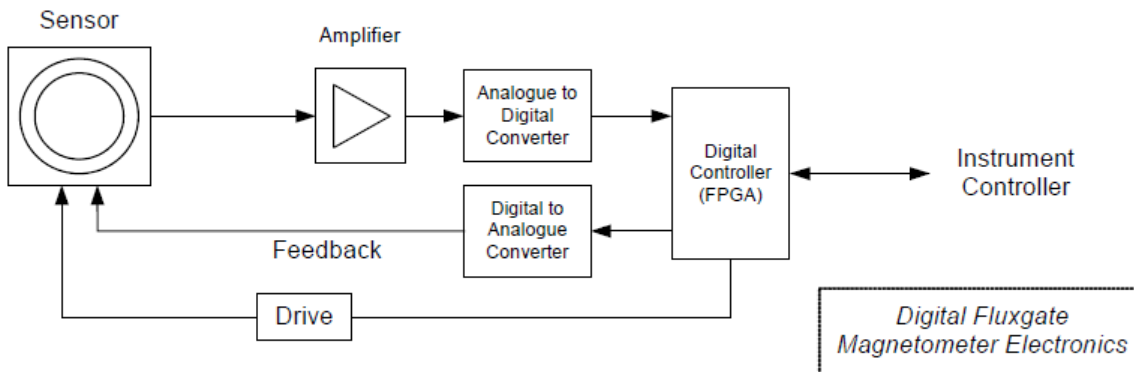 Sensor
Amplifier
Analogue to
Digital
Converter
Digital
Controller
(FPGA)
Instrument
Controller
Digital to
Analogue
Converter
Feedback
Drive
Digital Fluxgate
Magnetometer Electronics